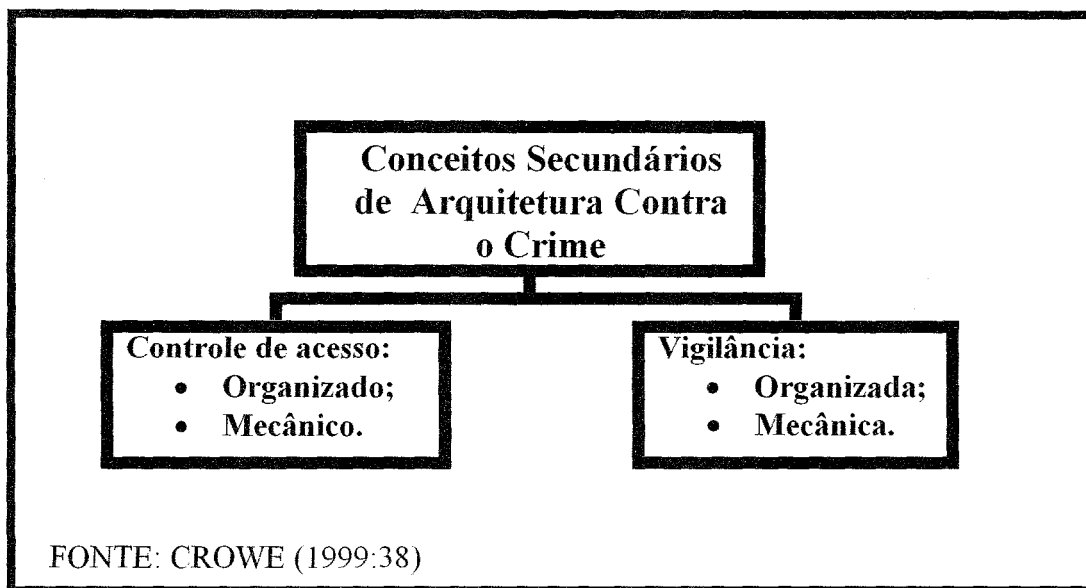 Conceitos Secundários
de Arquitetura Contra
o Crime
Controle de acesso:
• Organizado;
• Mecânico.
Vigilância:
• Organizada;
• Mecânica.
FONTE: CROWE (1999:38)